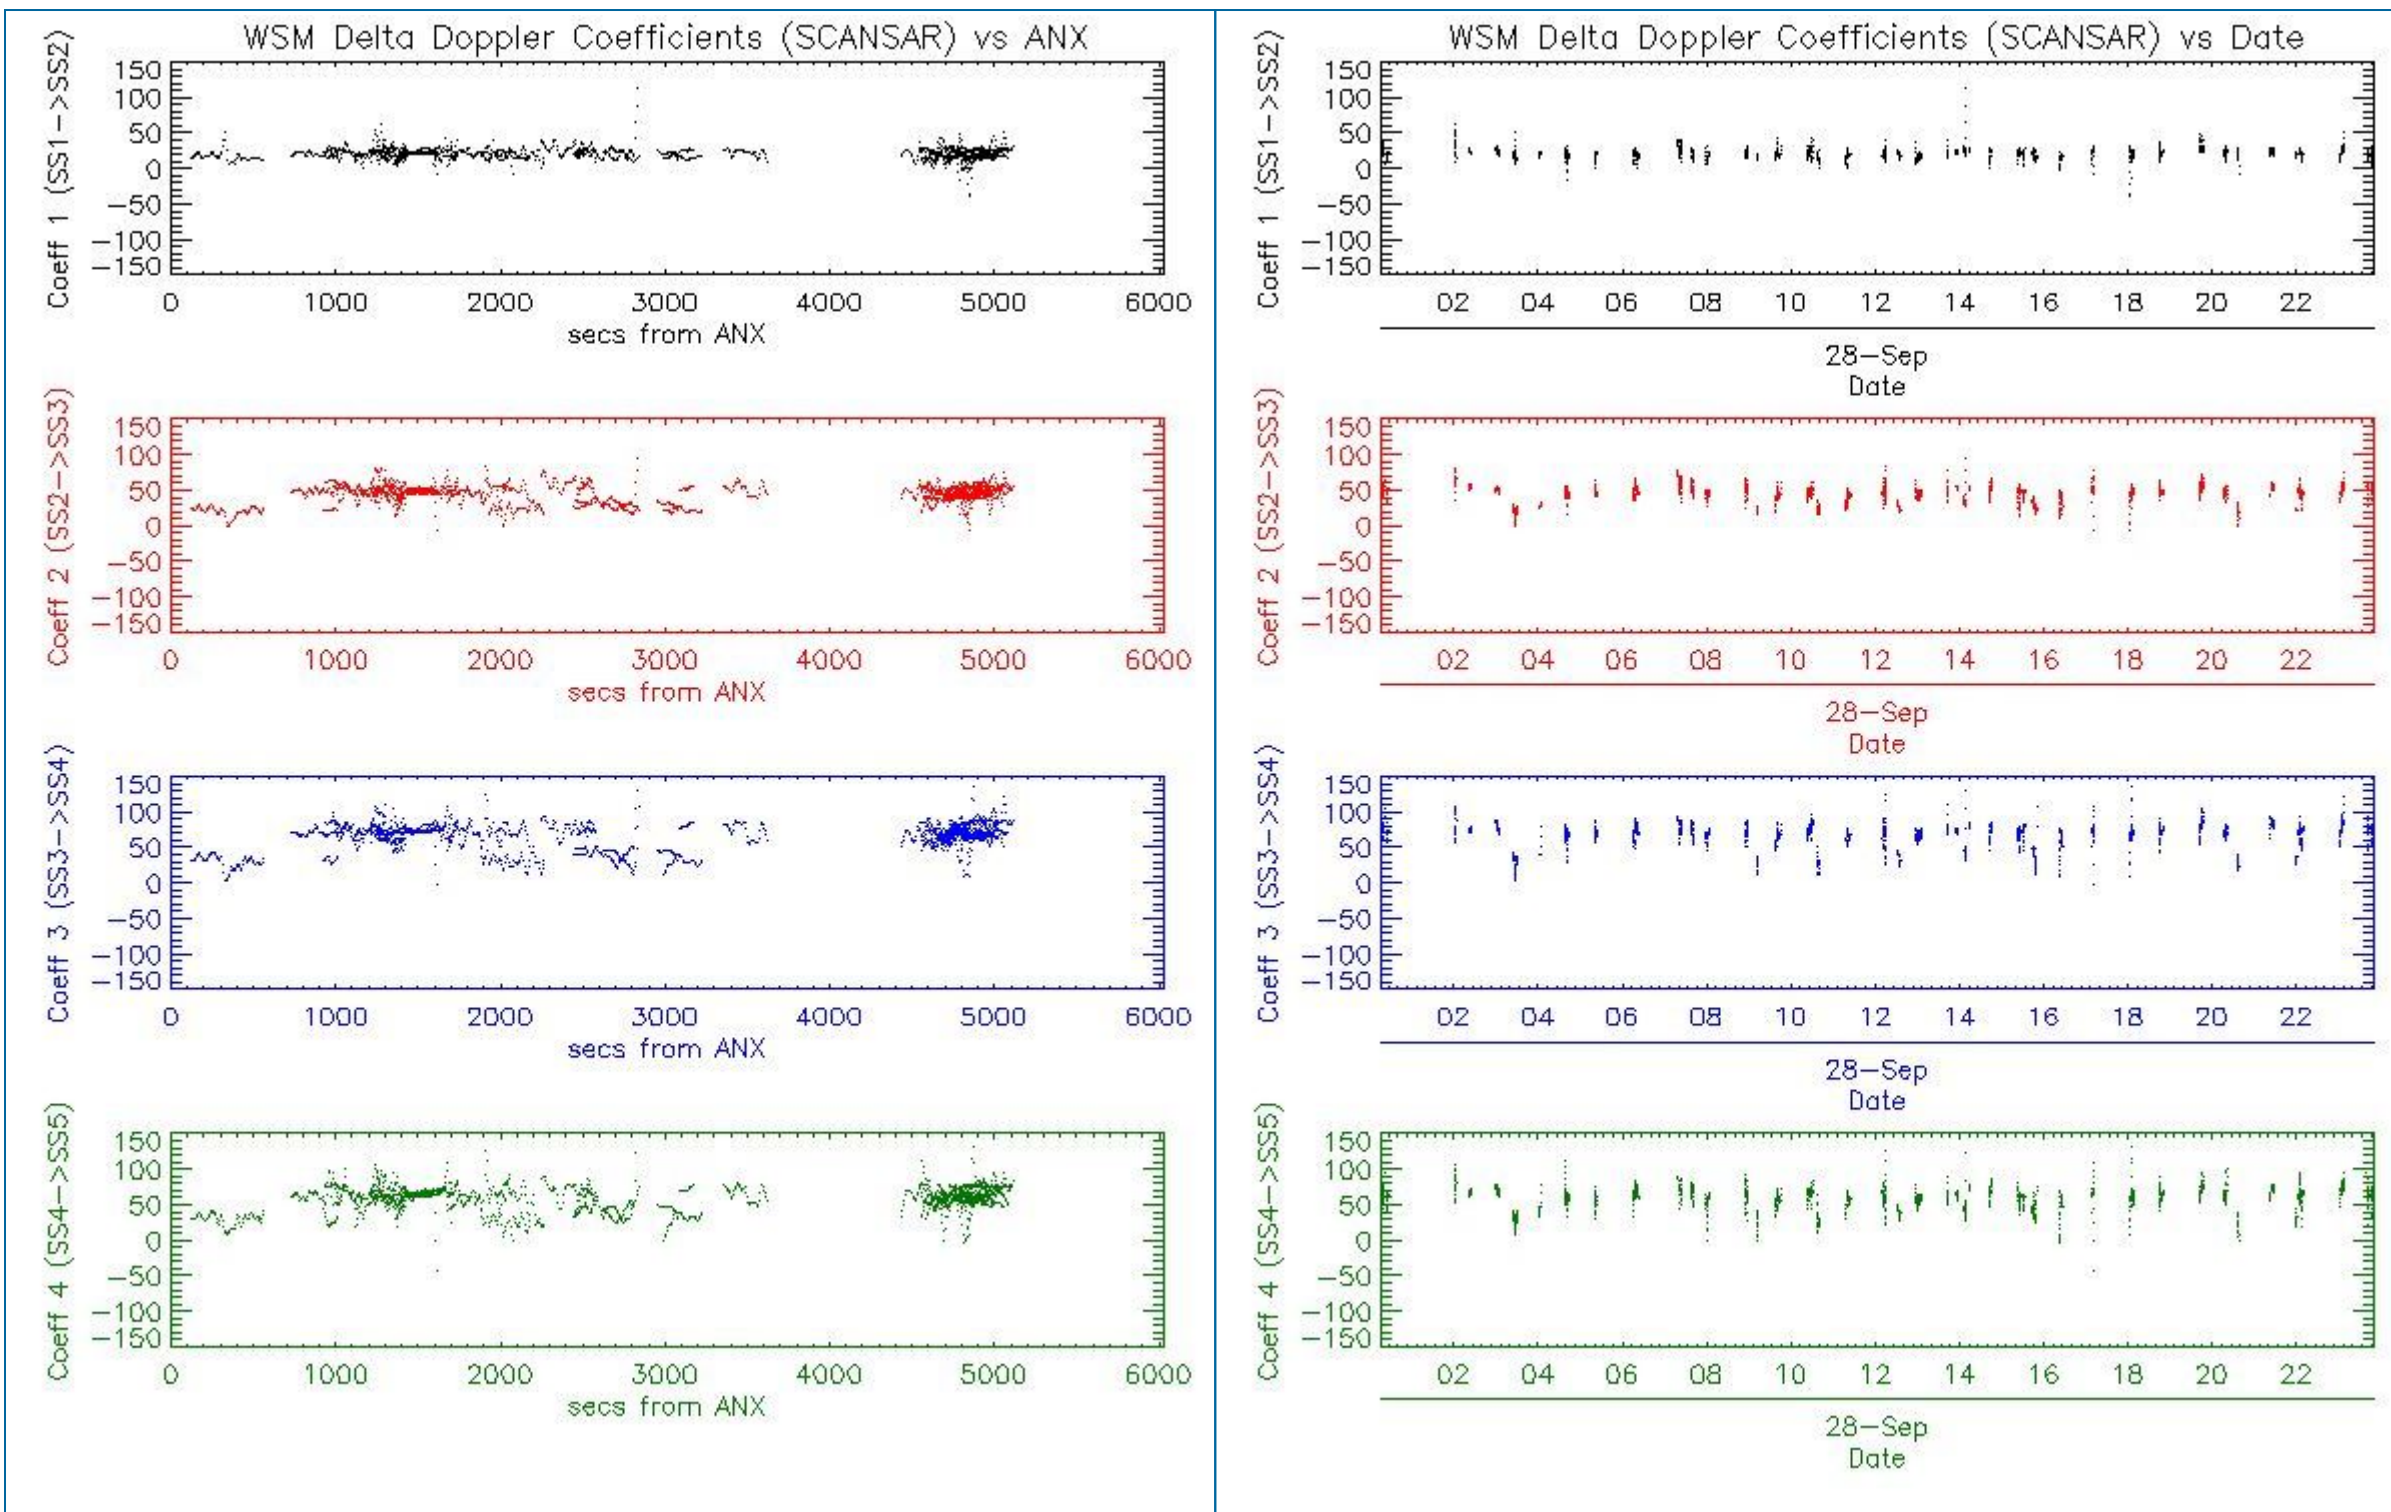 WSM Delta Doppler Coefficients (SCANSAR) vs ANX
Coeff 1 (SS1->SS2)
150
100
50
0
-50
-100
-150
0 1000 2000 3000 4000 5000 6000
secs from ANX
Coeff 2 (SS2->SS3)
150
100
50
0
-50
-100
-150
0 1000 2000 3000 4000 5000 6000
secs from ANX
Coeff 3 (SS3->SS4)
150
100
50
0
-50
-100
-150
0 1000 2000 3000 4000 5000 6000
secs from ANX
Coeff 4 (SS4->SS5)
150
100
50
0
-50
-100
-150
0 1000 2000 3000 4000 5000 6000
secs from ANX
WSM Delta Doppler Coefficients (SCANSAR) vs Date
Coeff 1 (SS1->SS2)
150
100
50
0
-50
-100
-150
02 04 06 08 10 12 14 16 18 20 22
28-Sep
Date
Coeff 2 (SS2->SS3)
150
100
50
0
-50
-100
-150
02 04 06 08 10 12 14 16 18 20 22
28-Sep
Date
Coeff 3 (SS3->SS4)
150
100
50
0
-50
-100
-150
02 04 06 08 10 12 14 16 18 20 22
28-Sep
Date
Coeff 4 (SS4->SS5)
150
100
50
0
-50
-100
-150
02 04 06 08 10 12 14 16 18 20 22
28-Sep
Date